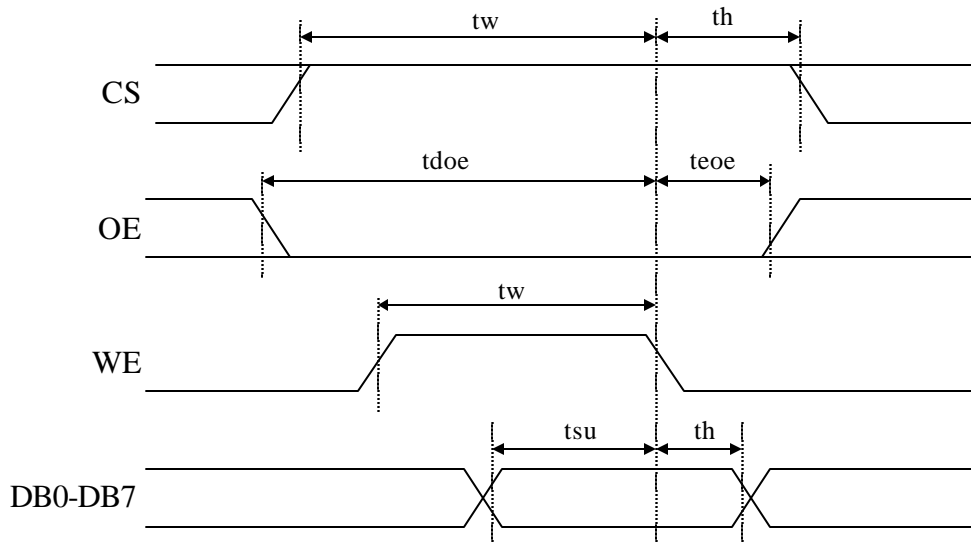 tw th
CS
tdoe teoe
OE
tw
WE
tsu th
DB0-DB7